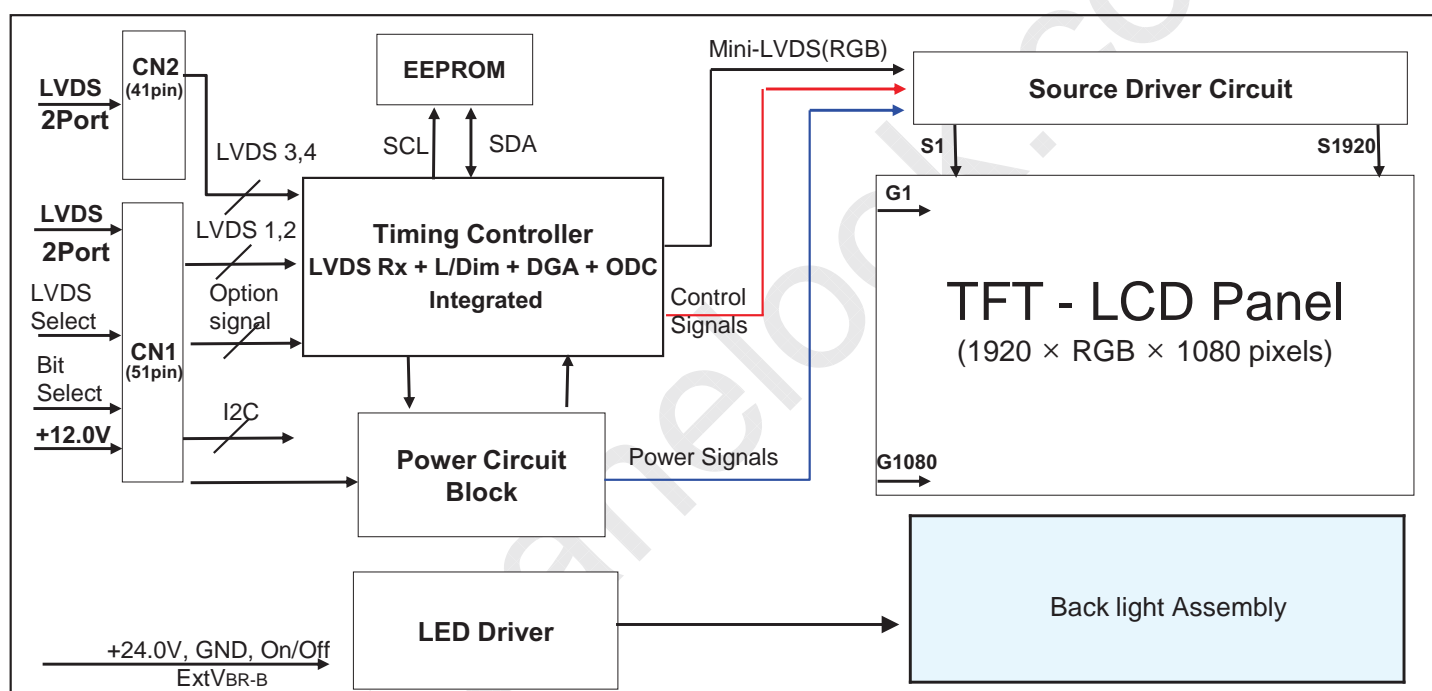 CN2
(41pin)
LVDS
2Port
EEPROM
SCL
SDA
Mini-LVDS(RGB)
Source Driver Circuit
S1
S1920
LVDS 3,4
LVDS
2Port
LVDS 1,2
LVDS
Select
Option
signal
Bit
Select
+12.0V
CN1
(51pin)
I2C
Timing Controller
LVDS Rx + L/Dim + DGA + ODC
Integrated
Control
Signals
Power Circuit
Block
Power Signals
G1
TFT - LCD Panel
(1920 × RGB × 1080 pixels)
G1080
LED Driver
Back light Assembly
+24.0V, GND, On/Off
ExtVBR-B